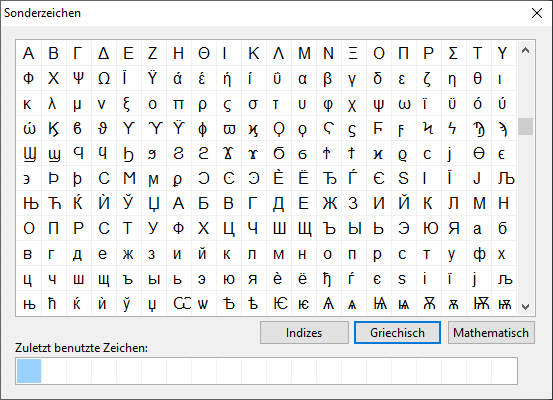 Sonderzeichen
Α Β Γ Δ Ε Ζ Η Θ Ι Κ Λ Μ Ν Ξ Ο Π Ρ Σ Τ Υ
Φ Χ Ψ Ω Ϊ Ϋ ά έ ή ί ΰ α β γ δ ε ζ η θ ι
κ λ μ ν ξ ο π ρ ς σ τ υ φ χ ψ ω ϊ ϋ ό ύ
ώ Ϗ ϐ ϑ ϒ ϓ ϔ ϕ ϖ ϗ Ϙ ϙ Ϛ ϛ Ϝ ϝ Ϟ ϟ Ϡ ϡ
Ϣ ϣ Ϥ ϥ Ϧ ϧ Ϩ ϩ Ϫ ϫ Ϭ ϭ Ϯ ϯ ϰ ϱ ϲ ϳ ϴ ϵ
϶ Ϸ ϸ Ϲ Ϻ ϻ ϼ Ͻ Ͼ Ͽ Ѐ Ё Ђ Ѓ Є Ѕ І Ї Ј Љ
Њ Ћ Ќ Ѝ Ў Џ А Б В Г Д Е Ж З И Й К Л М Н
О П Р С Т У Ф Х Ц Ч Ш Щ Ъ Ы Ь Э Ю Я а б
в г д е ж з и й к л м н о п р с т у ф х
ц ч ш щ ъ ы ь э ю я ѐ ё ђ ѓ є ѕ і ї ј љ
њ ћ ќ ѝ ў џ Ѡ ѡ Ѣ ѣ Ѥ ѥ Ѧ ѧ Ѩ ѩ Ѫ ѫ Ѭ ѭ
Indizes Griechisch Mathematisch
Zuletzt benutzte Zeichen: